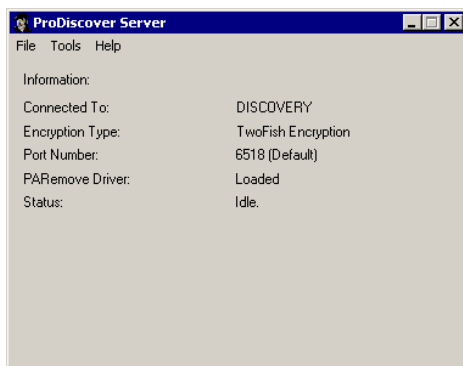 ProDiscover Server
File Tools Help
Information:
Connected To: DISCOVERY
Encryption Type: TwoFish Encryption
Port Number: 6518 (Default)
PARemove Driver: Loaded
Status: Idle.